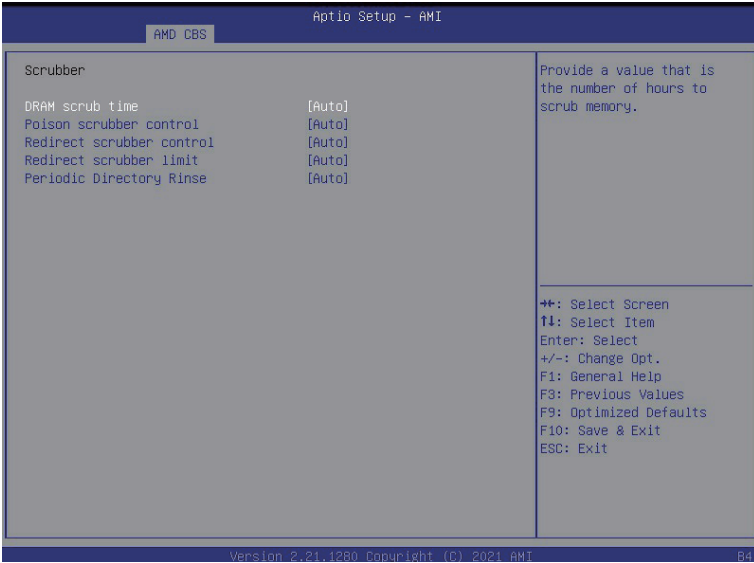 Aptio Setup - AMI
AMD CBS
Scrubber
DRAM scrub time [Auto]
Poison scrubber control [Auto]
Redirect scrubber control [Auto]
Redirect scrubber limit [Auto]
Periodic Directory Rinse [Auto]
Provide a value that is
the number of hours to
scrub memory.
→←: Select Screen
↑↓: Select Item
Enter: Select
+/-: Change Opt.
F1: General Help
F3: Previous Values
F9: Optimized Defaults
F10: Save & Exit
ESC: Exit
Version 2.21.1280 Copyright (C) 2021 AMI
B4